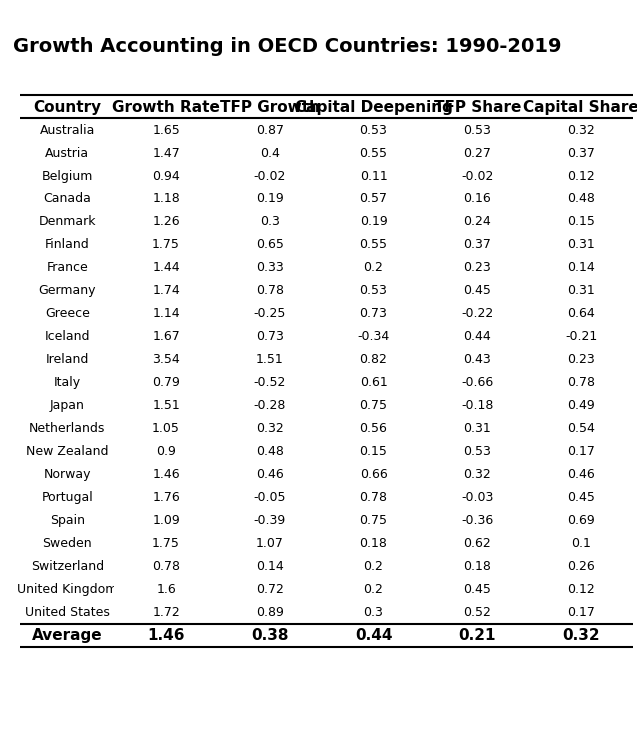 Growth Accounting in OECD Countries: 1990-2019
Country Growth Rate TFP Growth Capital Deepening TFP Share Capital Share
Australia 1.65 0.87 0.53 0.53 0.32
Austria 1.47 0.4 0.55 0.27 0.37
Belgium 0.94 -0.02 0.11 -0.02 0.12
Canada 1.18 0.19 0.57 0.16 0.48
Denmark 1.26 0.3 0.19 0.24 0.15
Finland 1.75 0.65 0.55 0.37 0.31
France 1.44 0.33 0.2 0.23 0.14
Germany 1.74 0.78 0.53 0.45 0.31
Greece 1.14 -0.25 0.73 -0.22 0.64
Iceland 1.67 0.73 -0.34 0.44 -0.21
Ireland 3.54 1.51 0.82 0.43 0.23
Italy 0.79 -0.52 0.61 -0.66 0.78
Japan 1.51 -0.28 0.75 -0.18 0.49
Netherlands 1.05 0.32 0.56 0.31 0.54
New Zealand 0.9 0.48 0.15 0.53 0.17
Norway 1.46 0.46 0.66 0.32 0.46
Portugal 1.76 -0.05 0.78 -0.03 0.45
Spain 1.09 -0.39 0.75 -0.36 0.69
Sweden 1.75 1.07 0.18 0.62 0.1
Switzerland 0.78 0.14 0.2 0.18 0.26
United Kingdom 1.6 0.72 0.2 0.45 0.12
United States 1.72 0.89 0.3 0.52 0.17
Average 1.46 0.38 0.44 0.21 0.32